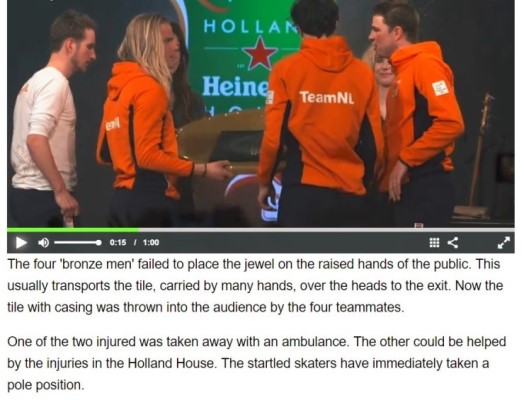 HOLLAN
Heine
TeamNL
0:15 / 1:00
The four 'bronze men' failed to place the jewel on the raised hands of the public. This
usually transports the tile, carried by many hands, over the heads to the exit. Now the
tile with casing was thrown into the audience by the four teammates.
One of the two injured was taken away with an ambulance. The other could be helped
by the injuries in the Holland House. The startled skaters have immediately taken a
pole position.